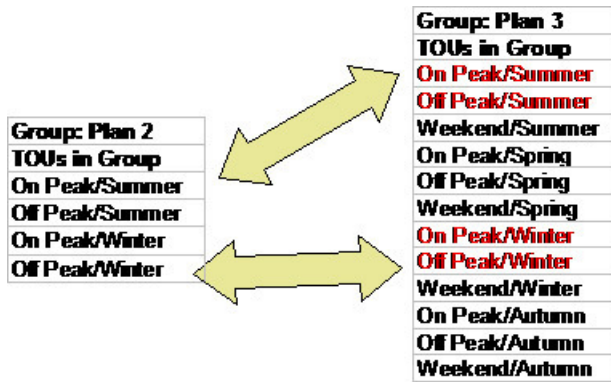 Group: Plan 2
TOUs in Group
On Peak/Summer
Off Peak/Summer
On Peak/Winter
Off Peak/Winter
Group: Plan 3
TOUs in Group
On Peak/Summer
Off Peak/Summer
Weekend/Summer
On Peak/Spring
Off Peak/Spring
Weekend/Spring
On Peak/Winter
Off Peak/Winter
Weekend/Winter
On Peak/Autumn
Off Peak/Autumn
Weekend/Autumn